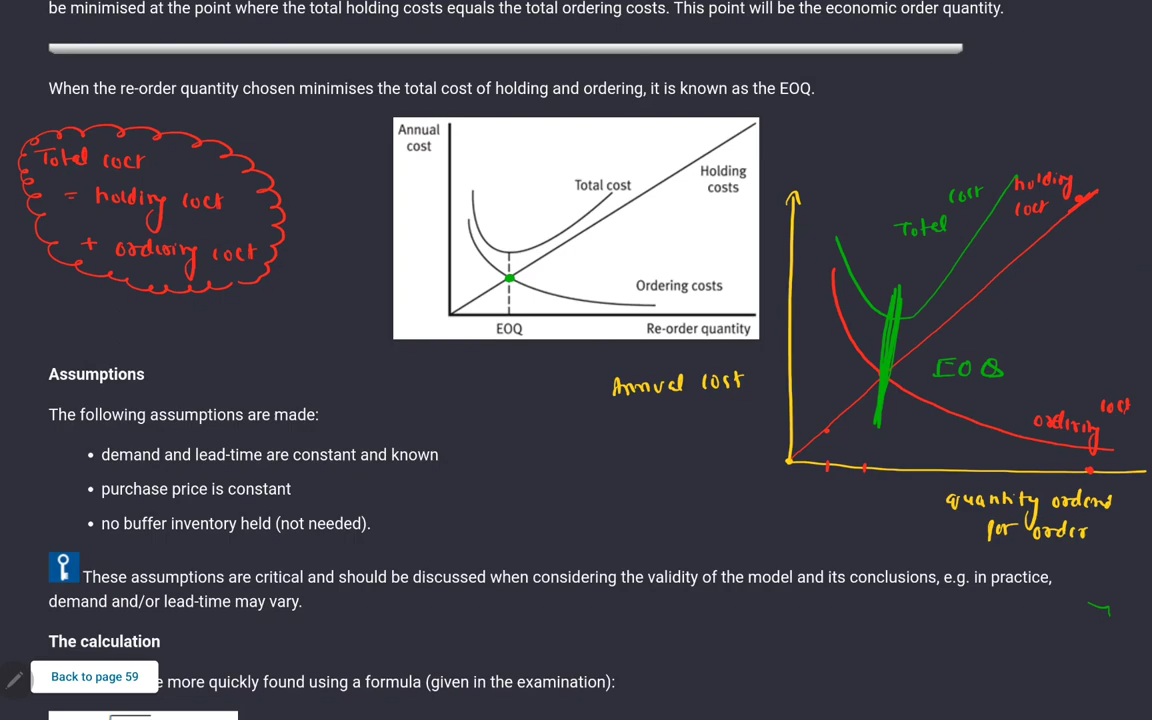 be minimised at the point where the total holding costs equals the total ordering costs. This point will be the economic order quantity.
When the re-order quantity chosen minimises the total cost of holding and ordering, it is known as the EOQ.
Total cost
= holding cost
+ ordering cost
Annual
cost
Total cost
Holding
costs
Ordering costs
EOQ
Re-order quantity
Total cost
holding
cost
EOQ
ordering cost
Annual cost
quantity orders
per order
Assumptions
The following assumptions are made:
• demand and lead-time are constant and known
• purchase price is constant
• no buffer inventory held (not needed).
These assumptions are critical and should be discussed when considering the validity of the model and its conclusions, e.g. in practice,
demand and/or lead-time may vary.
The calculation
Back to page 59
e more quickly found using a formula (given in the examination):